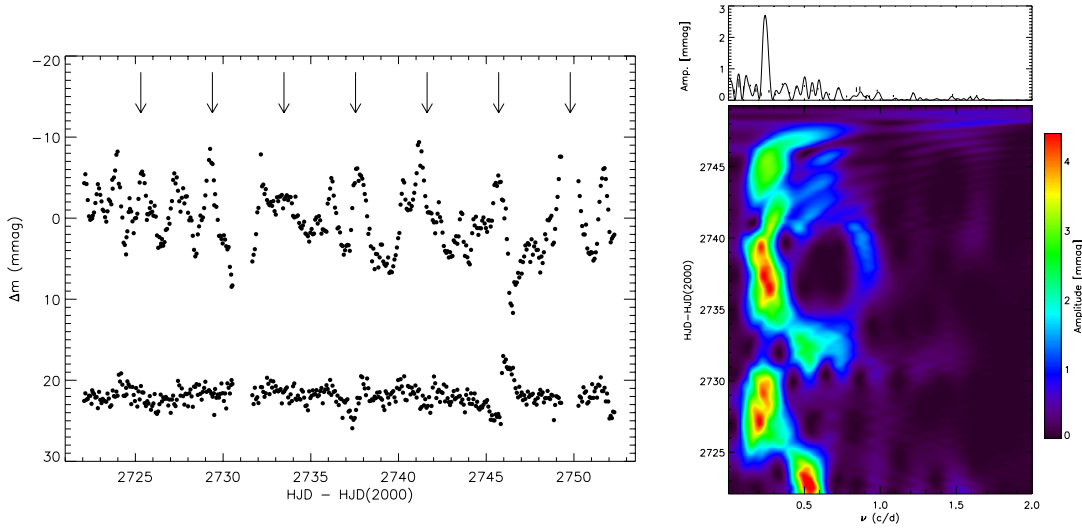 −20
−10
0
10
20
30
Δm (mmag)
2725 2730 2735 2740 2745 2750
HJD − HJD(2000)
3
2
1
0
Amp. [mmag]
2745
2740
2735
2730
2725
HJD−HJD(2000)
0.5 1.0 1.5 2.0
ν (c/d)
4
3
2
1
0
Amplitude [mmag]